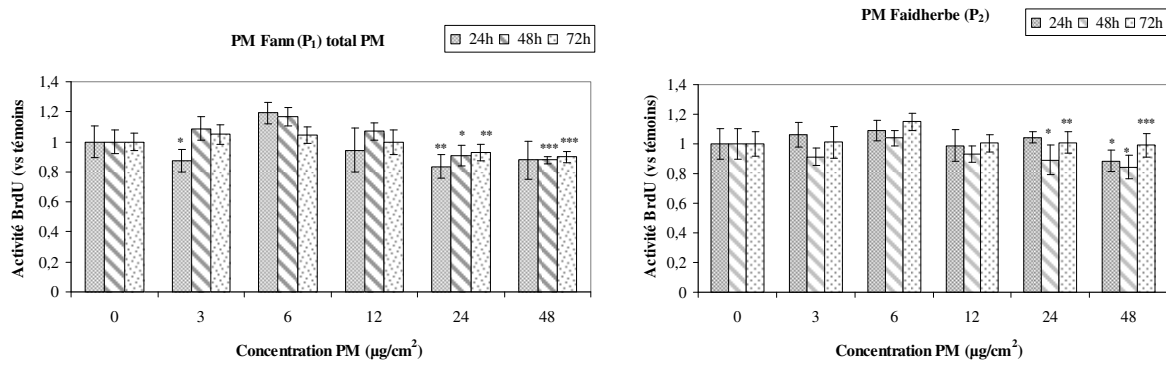 PM Fann (P₁) total PM
24h 48h 72h
Activité BrdU (vs témoins)
1,4
1,2
1
0,8
0,6
0,4
0,2
0
* ** * ** *** ***
0 3 6 12 24 48
Concentration PM (µg/cm²)
PM Faidherbe (P₂)
24h 48h 72h
Activité BrdU (vs témoins)
1,4
1,2
1
0,8
0,6
0,4
0,2
0
* ** * * ***
0 3 6 12 24 48
Concentration PM (µg/cm²)